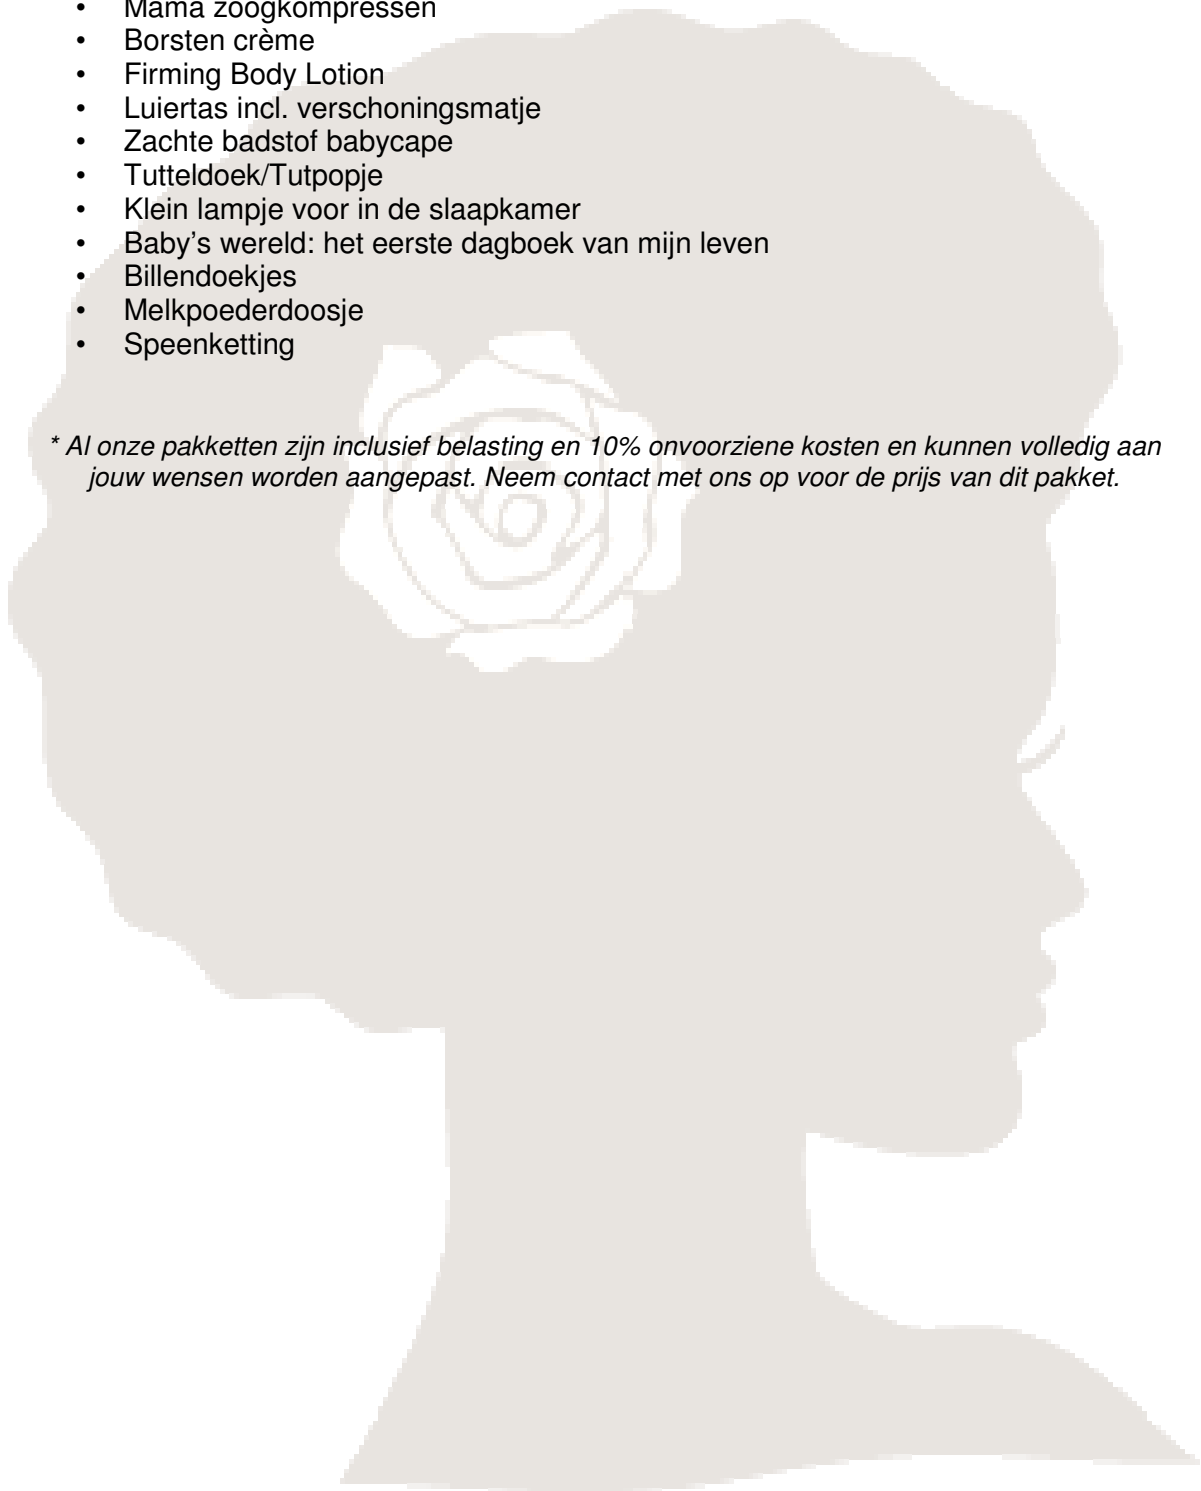 • Mama zoogkompressen
• Borsten crème
• Firming Body Lotion
• Luiertas incl. verschoningsmatje
• Zachte badstof babycape
• Tutteldoek/Tutpopje
• Klein lampje voor in de slaapkamer
• Baby’s wereld: het eerste dagboek van mijn leven
• Billendoekjes
• Melkpoederdoosje
• Speenketting
* Al onze pakketten zijn inclusief belasting en 10% onvoorziene kosten en kunnen volledig aan
jouw wensen worden aangepast. Neem contact met ons op voor de prijs van dit pakket.